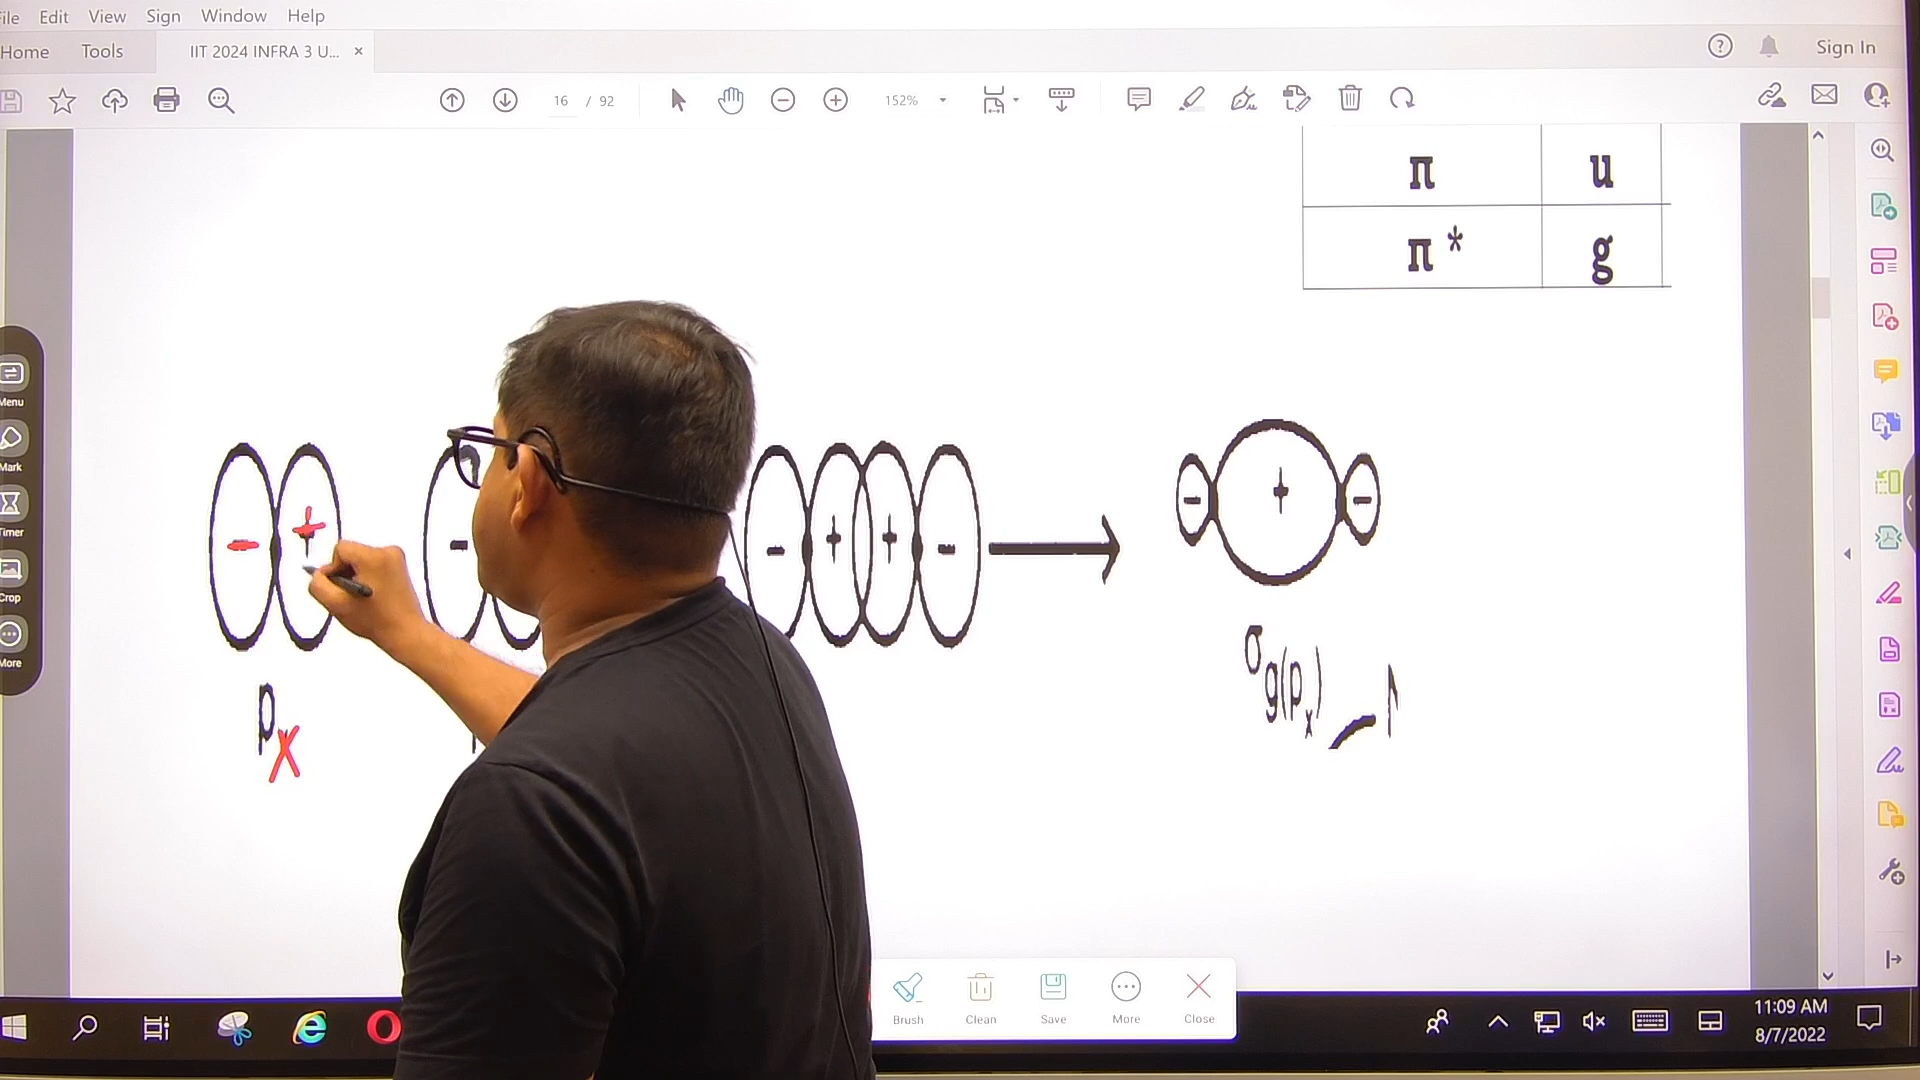 File Edit View Sign Window Help
Home Tools IIT 2024 INFRA 3 U... × ? Sign In
16 / 92 152%
π u
π* g
Menu
Mark
Timer
Crop
More
- + - - + + - - + -
pX
σg(px)
Brush Clean Save More Close
11:09 AM
8/7/2022